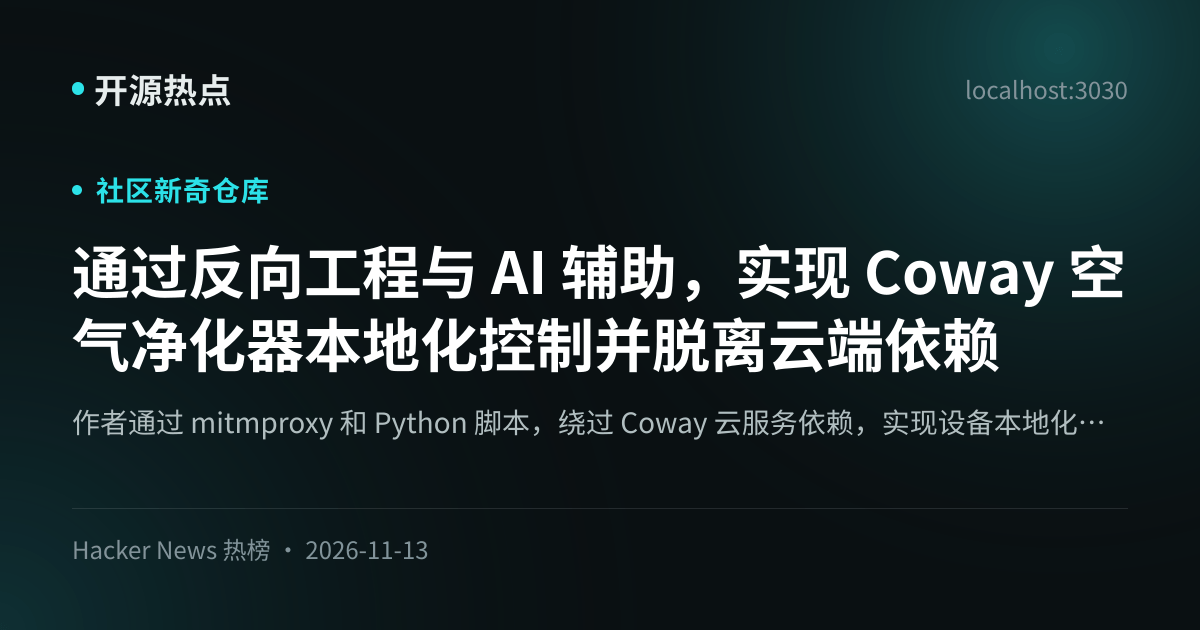 开源热点
localhost:3030
社区新奇仓库
通过反向工程与 AI 辅助，实现 Coway 空
气净化器本地化控制并脱离云端依赖
作者通过 mitmproxy 和 Python 脚本，绕过 Coway 云服务依赖，实现设备本地化…
Hacker News 热榜 · 2026-11-13